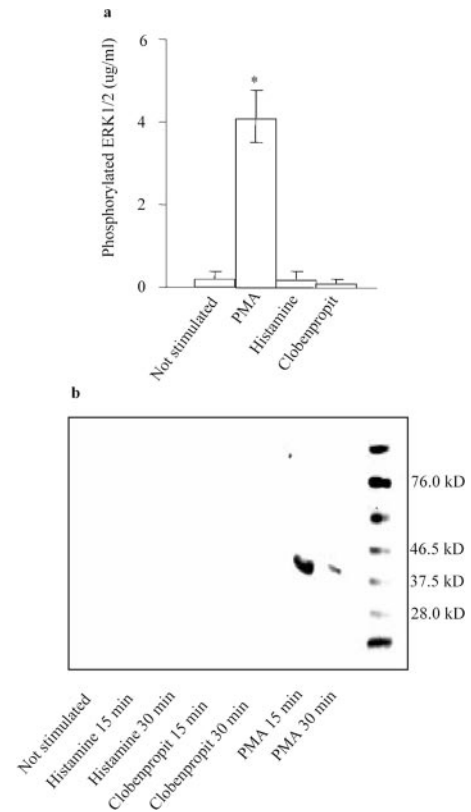 a
Phosphorylated ERK1/2 (ug/ml)
6
4
2
0
*
Not stimulated
PMA
Histamine
Clobenpropit
b
76.0 kD
46.5 kD
37.5 kD
28.0 kD
Not stimulated
Histamine 15 min
Histamine 30 min
Clobenpropit 15 min
Clobenpropit 30 min
PMA 15 min
PMA 30 min